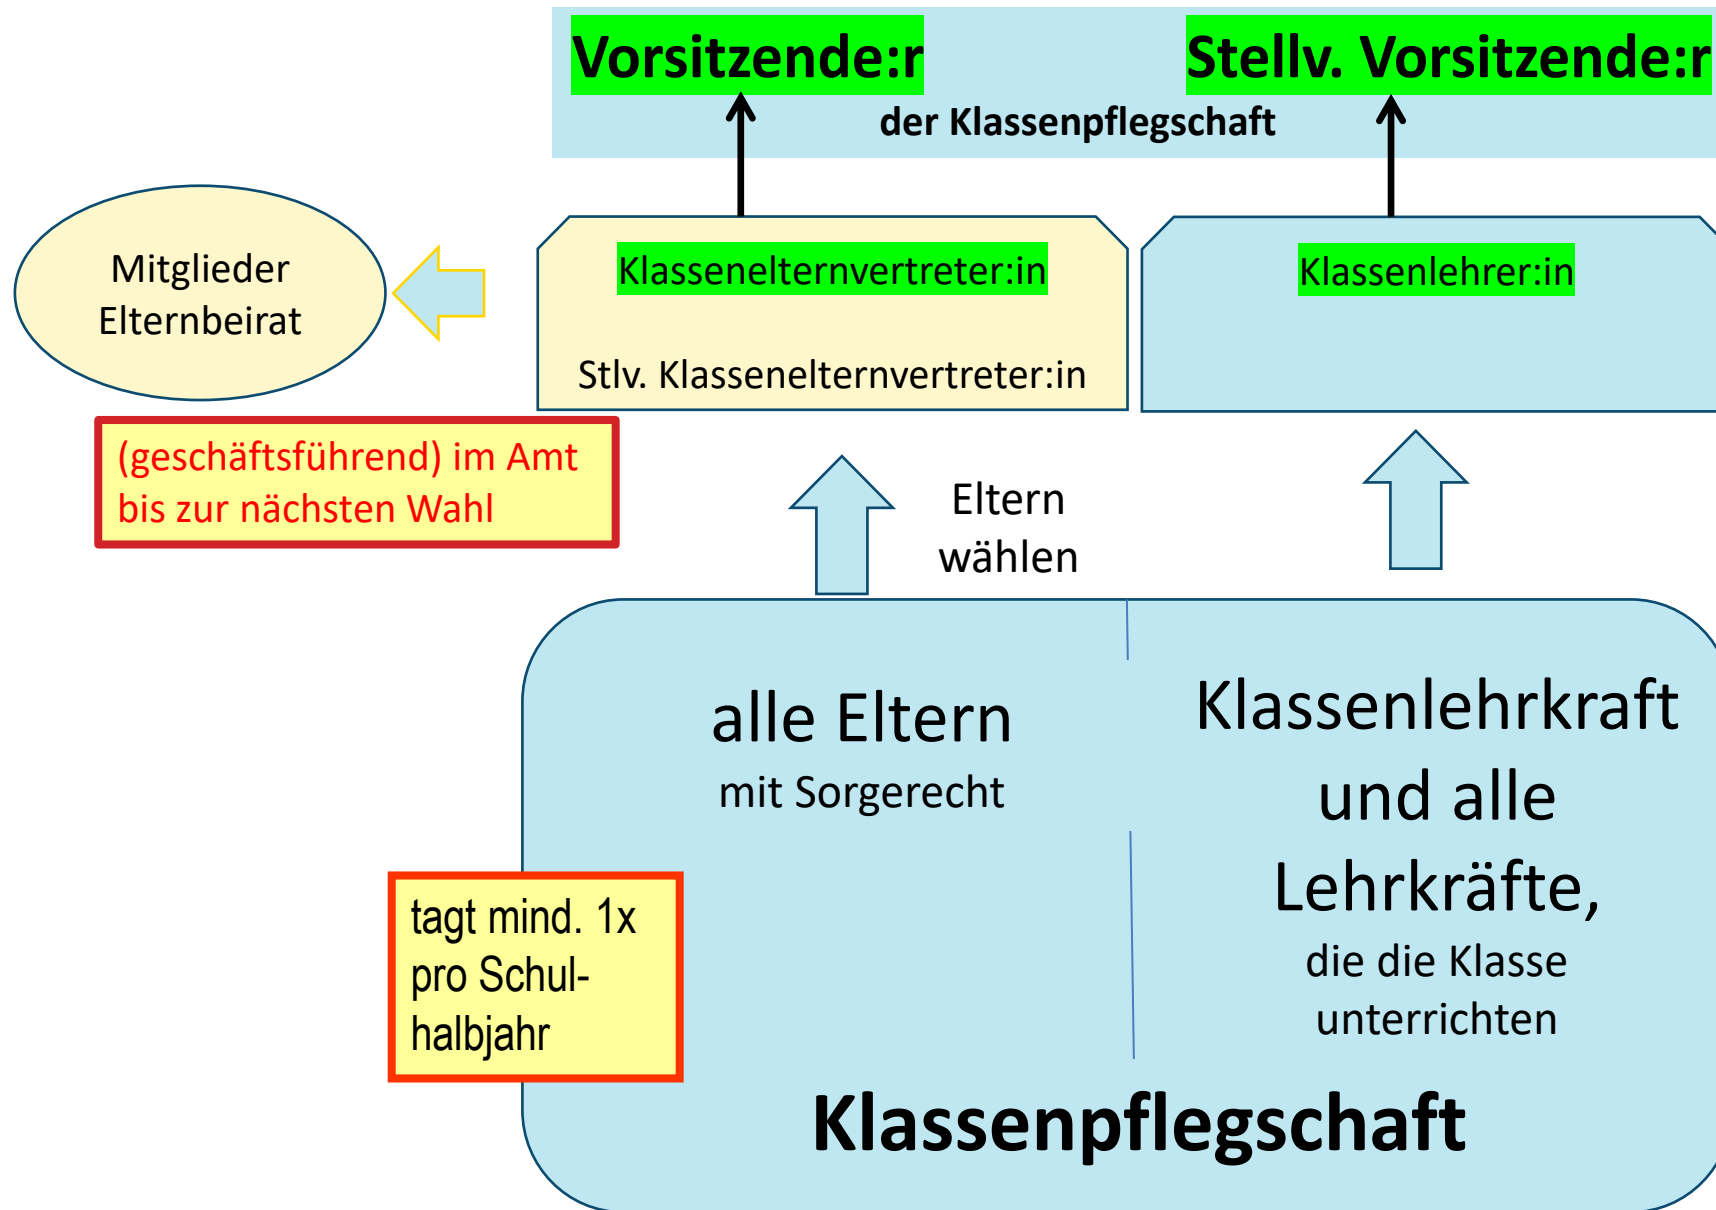 Vorsitzende:r
Stellv. Vorsitzende:r
der Klassenpflegschaft
Mitglieder
Elternbeirat
Klassenelternvertreter:in
Stlv. Klassenelternvertreter:in
Klassenlehrer:in
(geschäftsführend) im Amt
bis zur nächsten Wahl
Eltern
wählen
alle Eltern
mit Sorgerecht
Klassenlehrkraft
und alle
Lehrkräfte,
die die Klasse
unterrichten
tagt mind. 1x
pro Schul-
halbjahr
Klassenpflegschaft